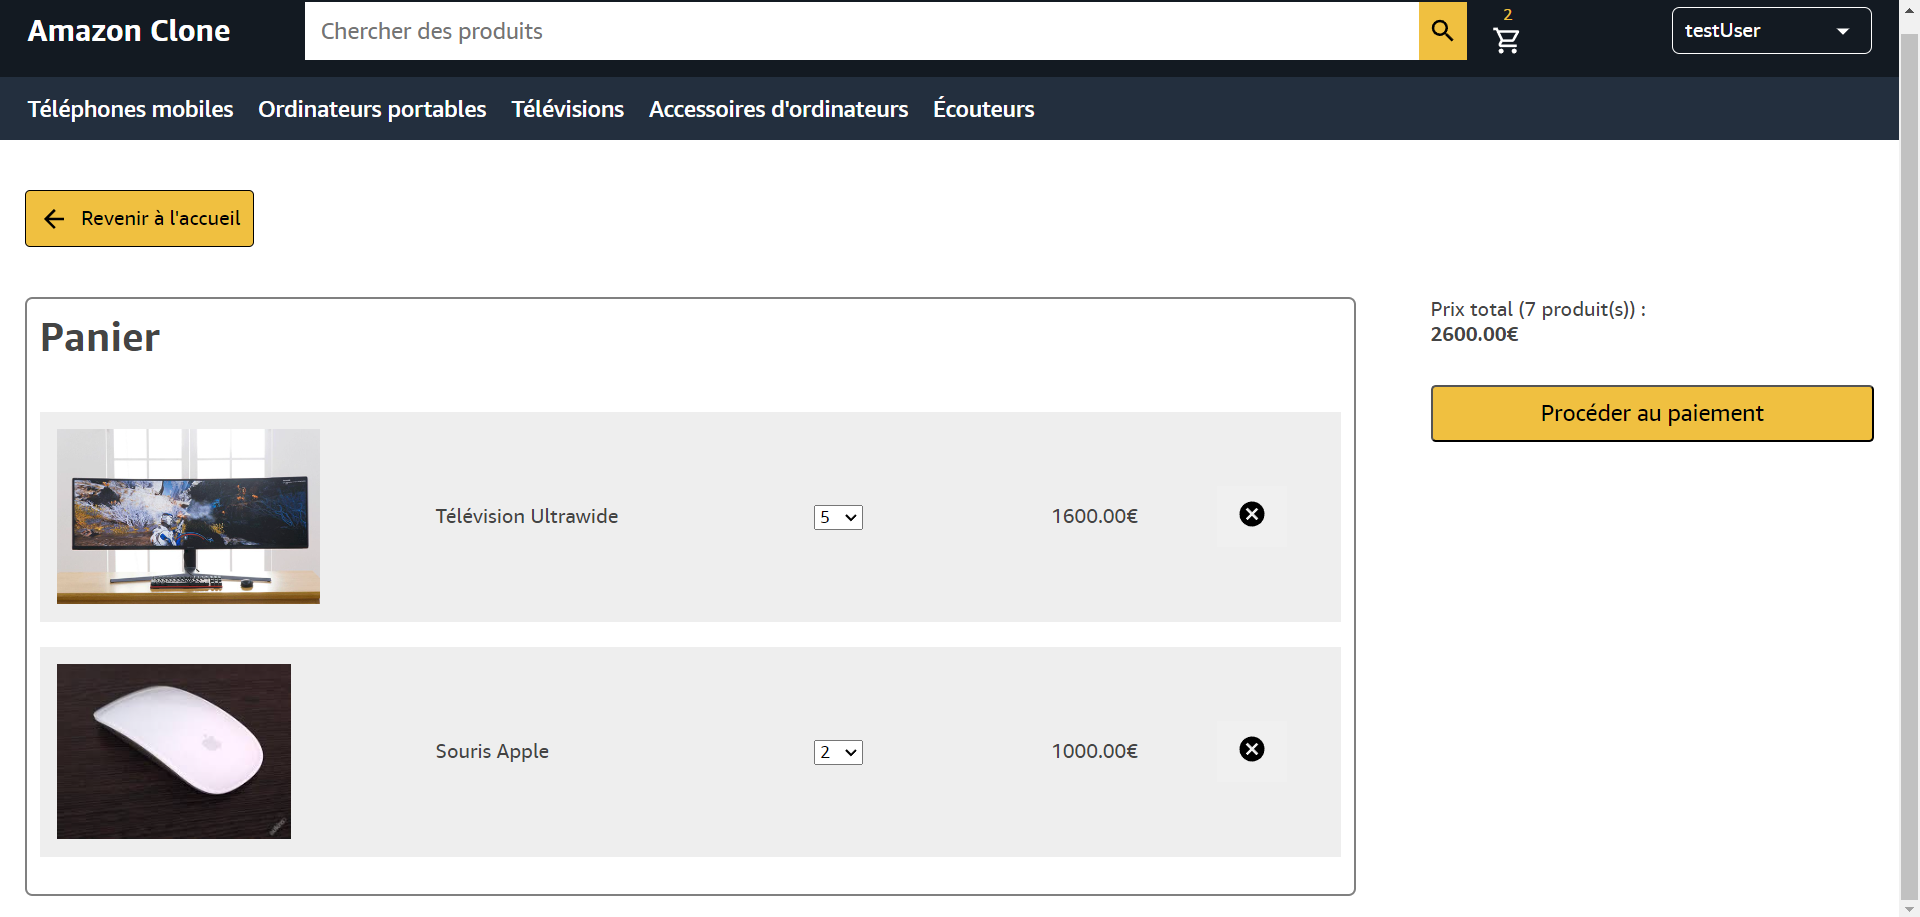 Amazon Clone
Chercher des produits
2
testUser
Téléphones mobiles Ordinateurs portables Télévisions Accessoires d'ordinateurs Écouteurs
Revenir à l'accueil
Panier
Télévision Ultrawide 5 1600.00€
Souris Apple 2 1000.00€
Prix total (7 produit(s)) :
2600.00€
Procéder au paiement